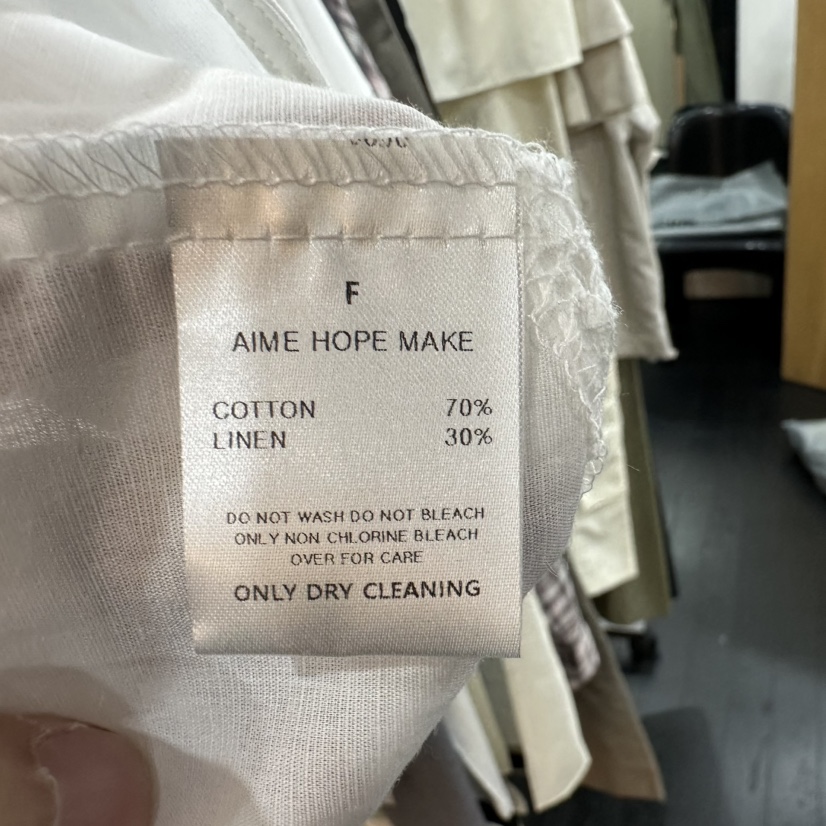 F
AIME HOPE MAKE
COTTON 70%
LINEN 30%
DO NOT WASH DO NOT BLEACH
ONLY NON CHLORINE BLEACH
OVER FOR CARE
ONLY DRY CLEANING